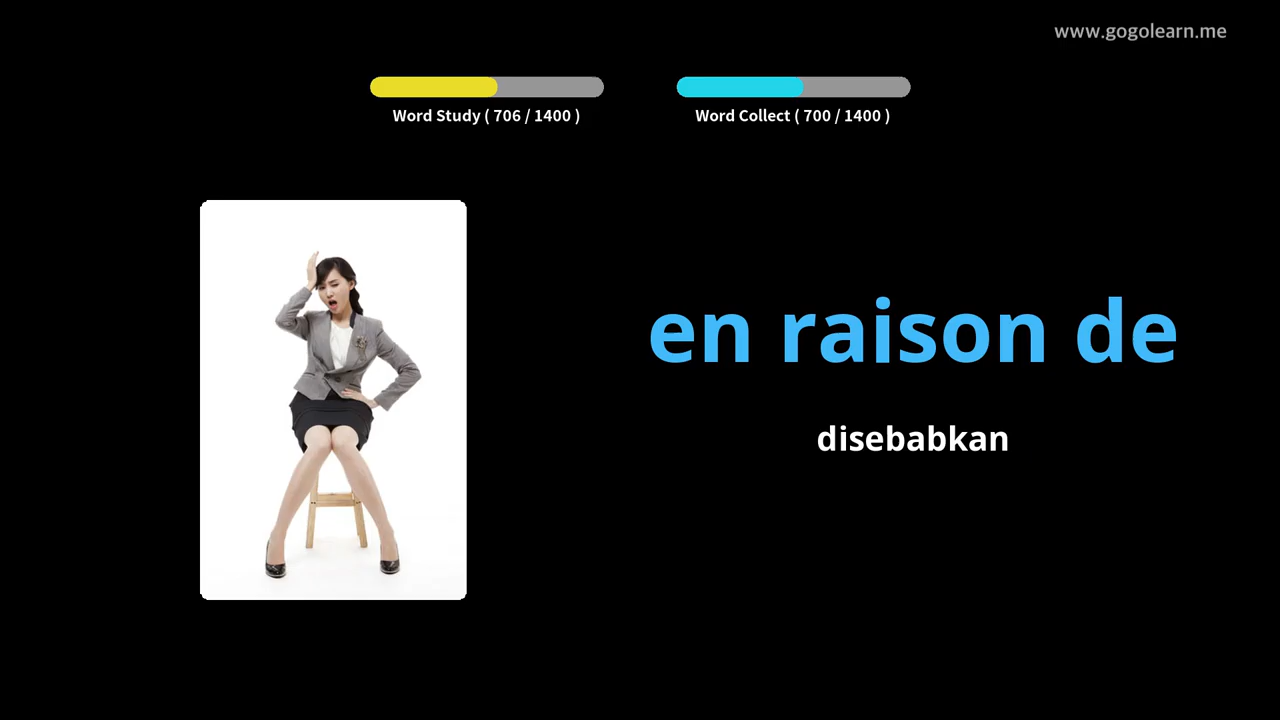 www.gogolearn.me
Word Study ( 706 / 1400 )
Word Collect ( 700 / 1400 )
en raison de
disebabkan